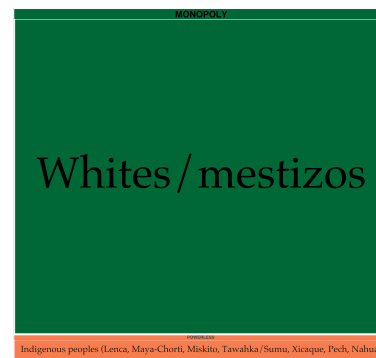 MONOPOLY
Whites/mestizos
POWERLESS
Indigenous peoples (Lenca, Maya-Chorti, Miskito, Tawahka/Sumu, Xicaque, Pech, Nahua